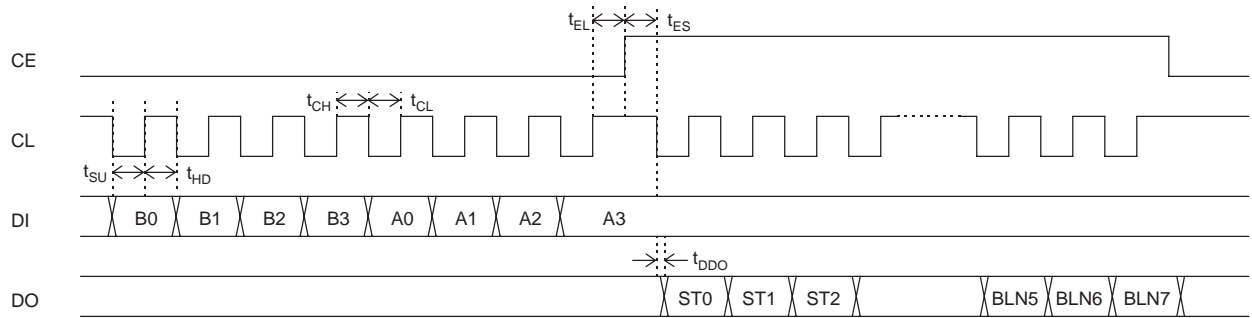 tEL tES
CE
tCH tCL
CL
tSU tHD
DI B0 B1 B2 B3 A0 A1 A2 A3
tDDO
DO ST0 ST1 ST2 BLN5 BLN6 BLN7